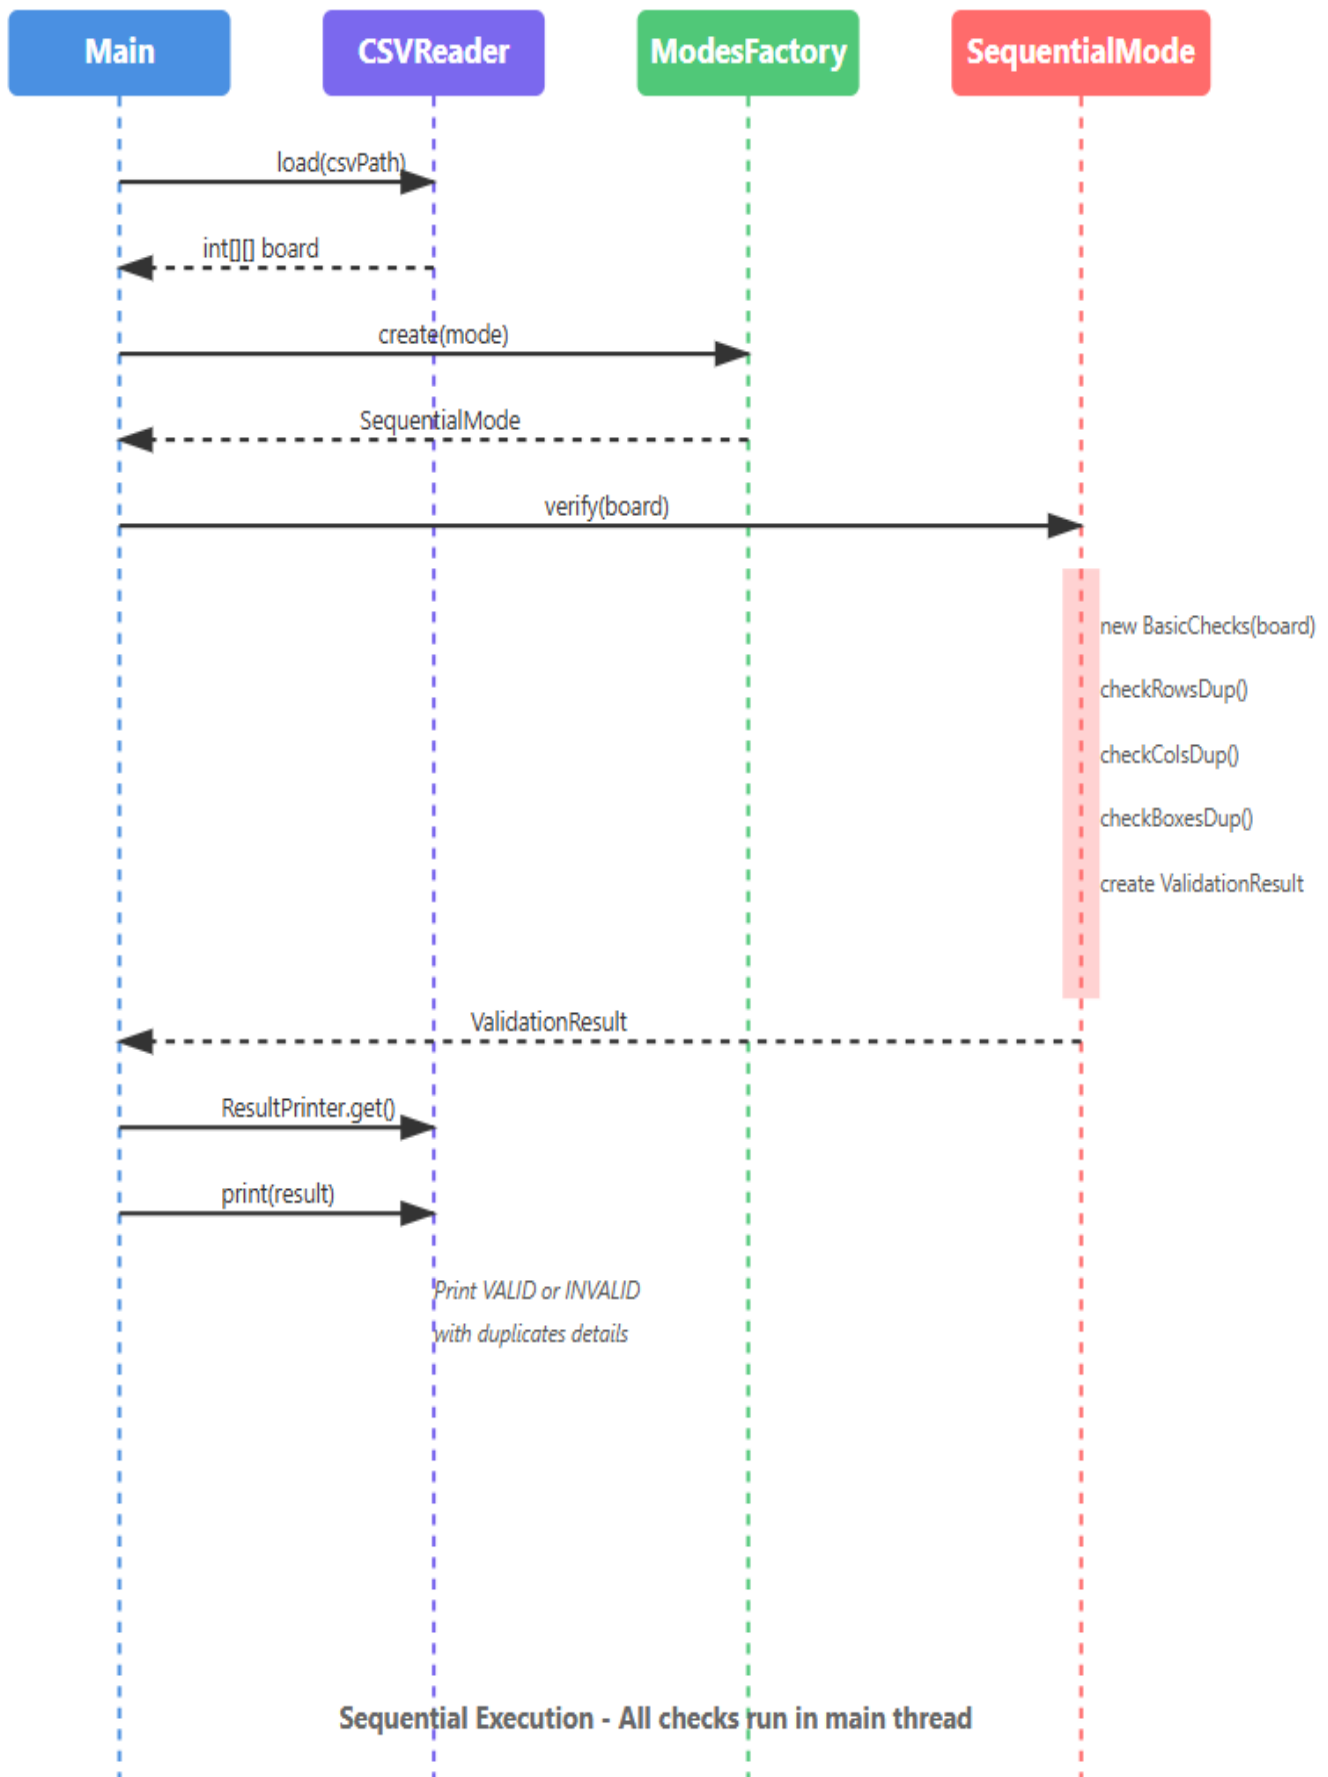 Main
CSVReader
ModesFactory
SequentialMode
load(csvPath)
int[][] board
create(mode)
SequentialMode
verify(board)
new BasicChecks(board)
checkRowsDup()
checkColsDup()
checkBoxesDup()
create ValidationResult
ValidationResult
ResultPrinter.get()
print(result)
Print VALID or INVALID
with duplicates details
Sequential Execution - All checks run in main thread